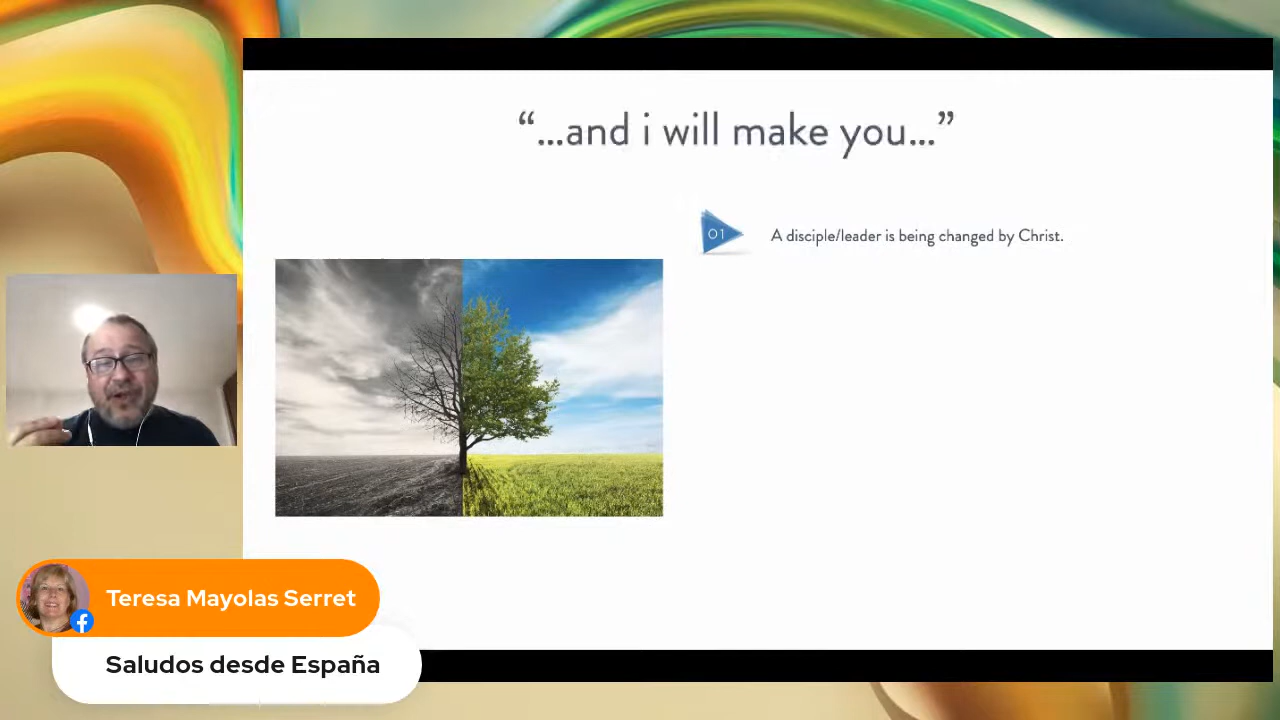 “...and i will make you...”
01
A disciple/leader is being changed by Christ.
Teresa Mayolas Serret
Saludos desde España